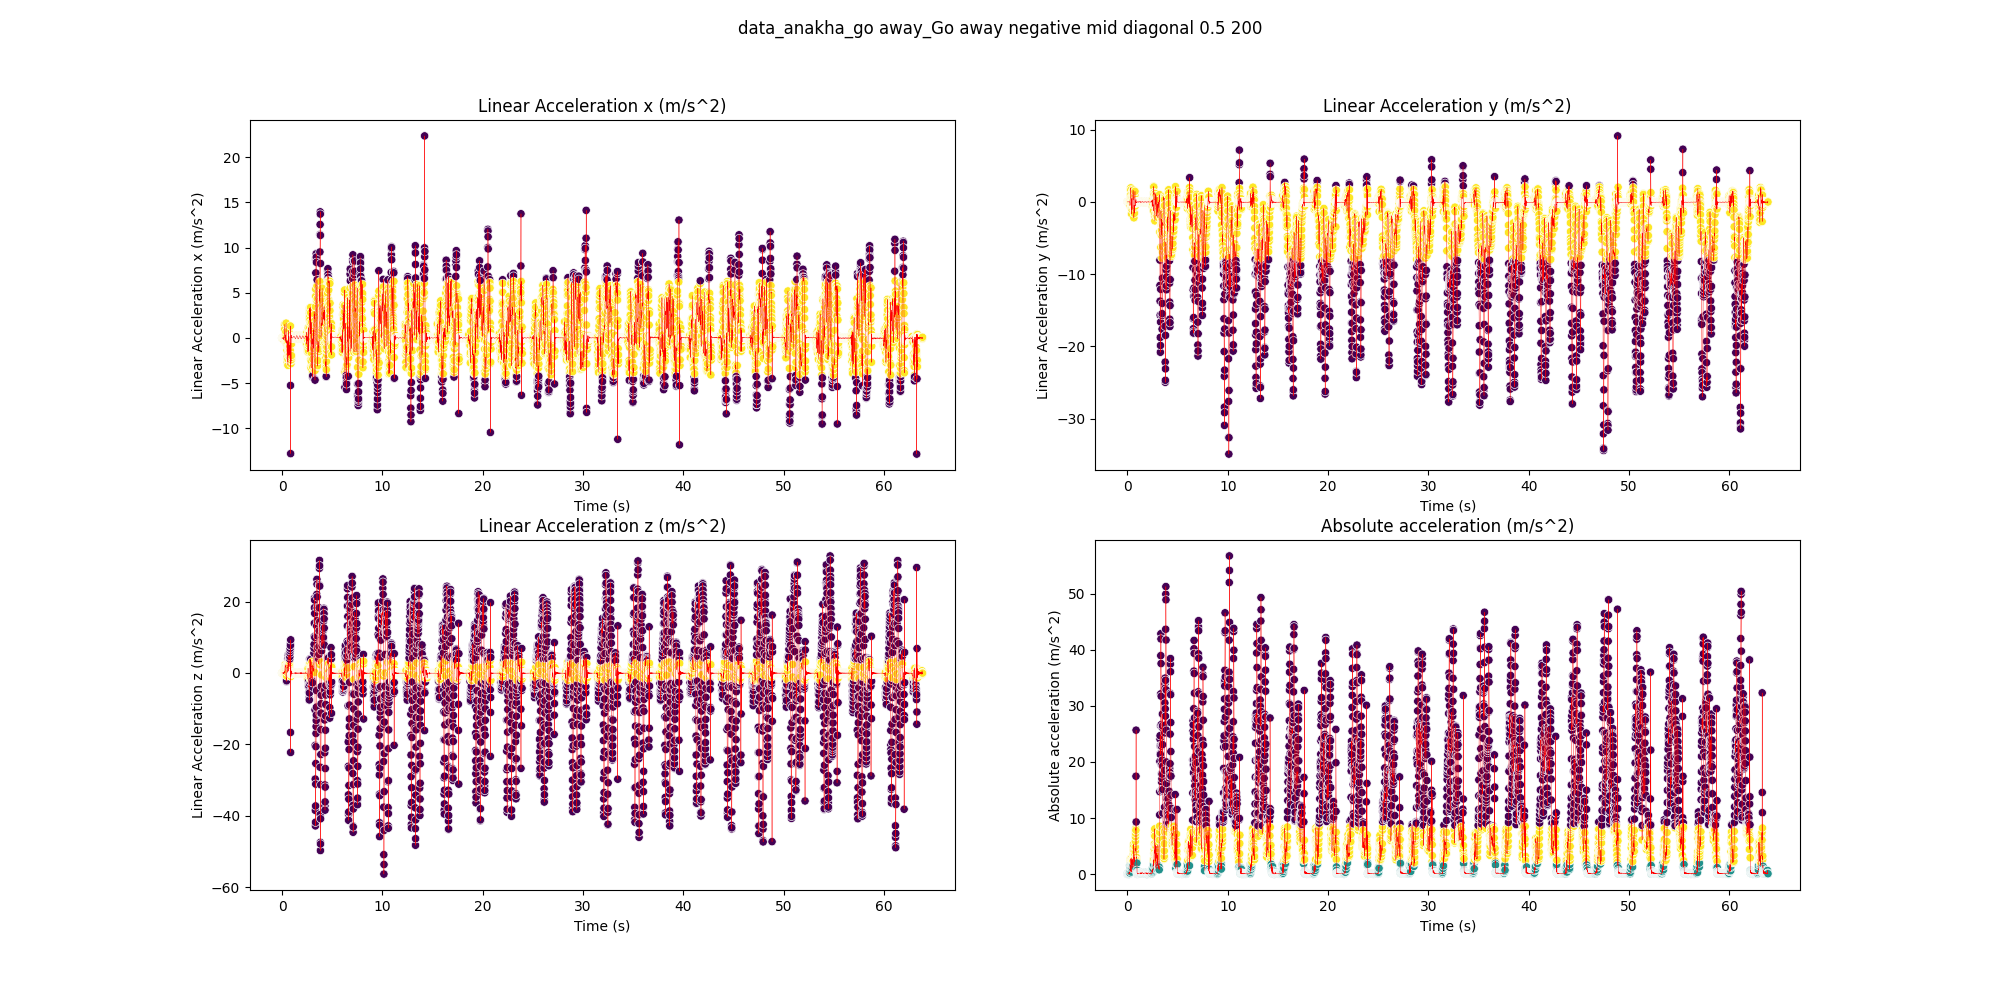 data_anakha_go away_Go away negative mid diagonal 0.5 200
Linear Acceleration x (m/s^2)
Linear Acceleration x (m/s^2)
20
15
10
5
0
−5
−10
0 10 20 30 40 50 60
Time (s)
Linear Acceleration y (m/s^2)
Linear Acceleration y (m/s^2)
10
0
−10
−20
−30
0 10 20 30 40 50 60
Time (s)
Linear Acceleration z (m/s^2)
Linear Acceleration z (m/s^2)
20
0
−20
−40
−60
0 10 20 30 40 50 60
Time (s)
Absolute acceleration (m/s^2)
Absolute acceleration (m/s^2)
50
40
30
20
10
0
0 10 20 30 40 50 60
Time (s)